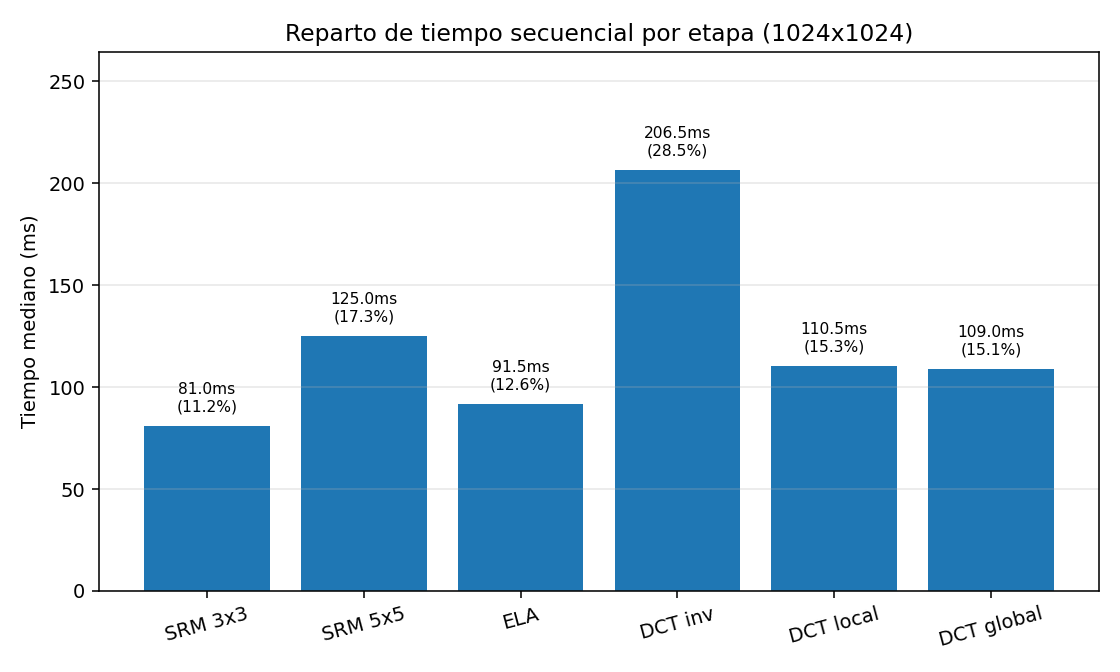 Reparto de tiempo secuencial por etapa (1024x1024)
Tiempo mediano (ms)
250
200
150
100
50
0
81.0ms
(11.2%)
125.0ms
(17.3%)
91.5ms
(12.6%)
206.5ms
(28.5%)
110.5ms
(15.3%)
109.0ms
(15.1%)
SRM 3x3
SRM 5x5
ELA
DCT inv
DCT local
DCT global